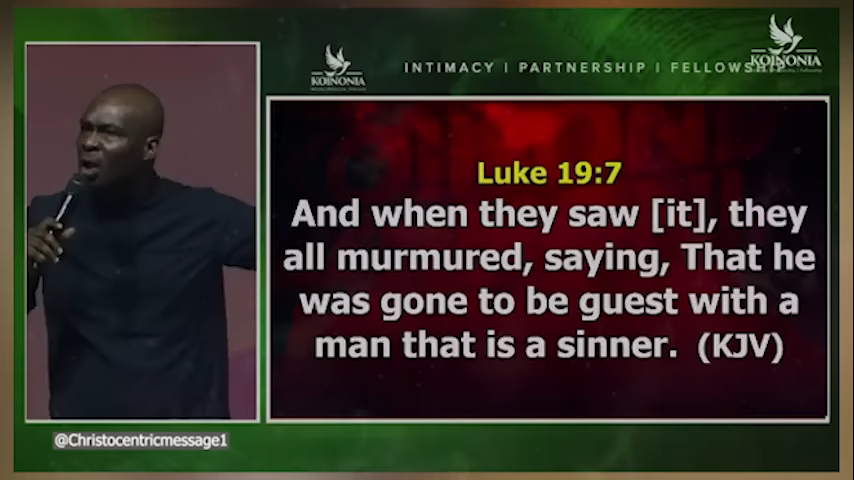 KOINONIA
INTIMACY | PARTNERSHIP | FELLOWSHIP
KOINONIA
Luke 19:7
And when they saw [it], they
all murmured, saying, That he
was gone to be guest with a
man that is a sinner. (KJV)
@Christocentricmessage1